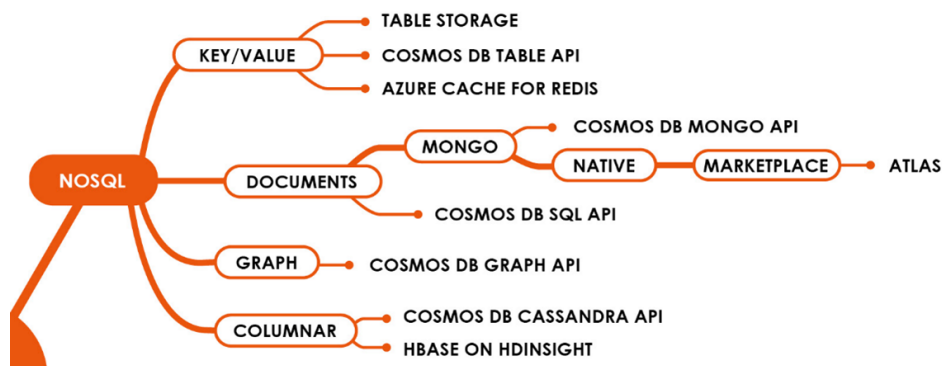 TABLE STORAGE
KEY/VALUE
COSMOS DB TABLE API
AZURE CACHE FOR REDIS
COSMOS DB MONGO API
MONGO
NATIVE
MARKETPLACE
ATLAS
NOSQL
DOCUMENTS
COSMOS DB SQL API
GRAPH
COSMOS DB GRAPH API
COSMOS DB CASSANDRA API
COLUMNAR
HBASE ON HDINSIGHT